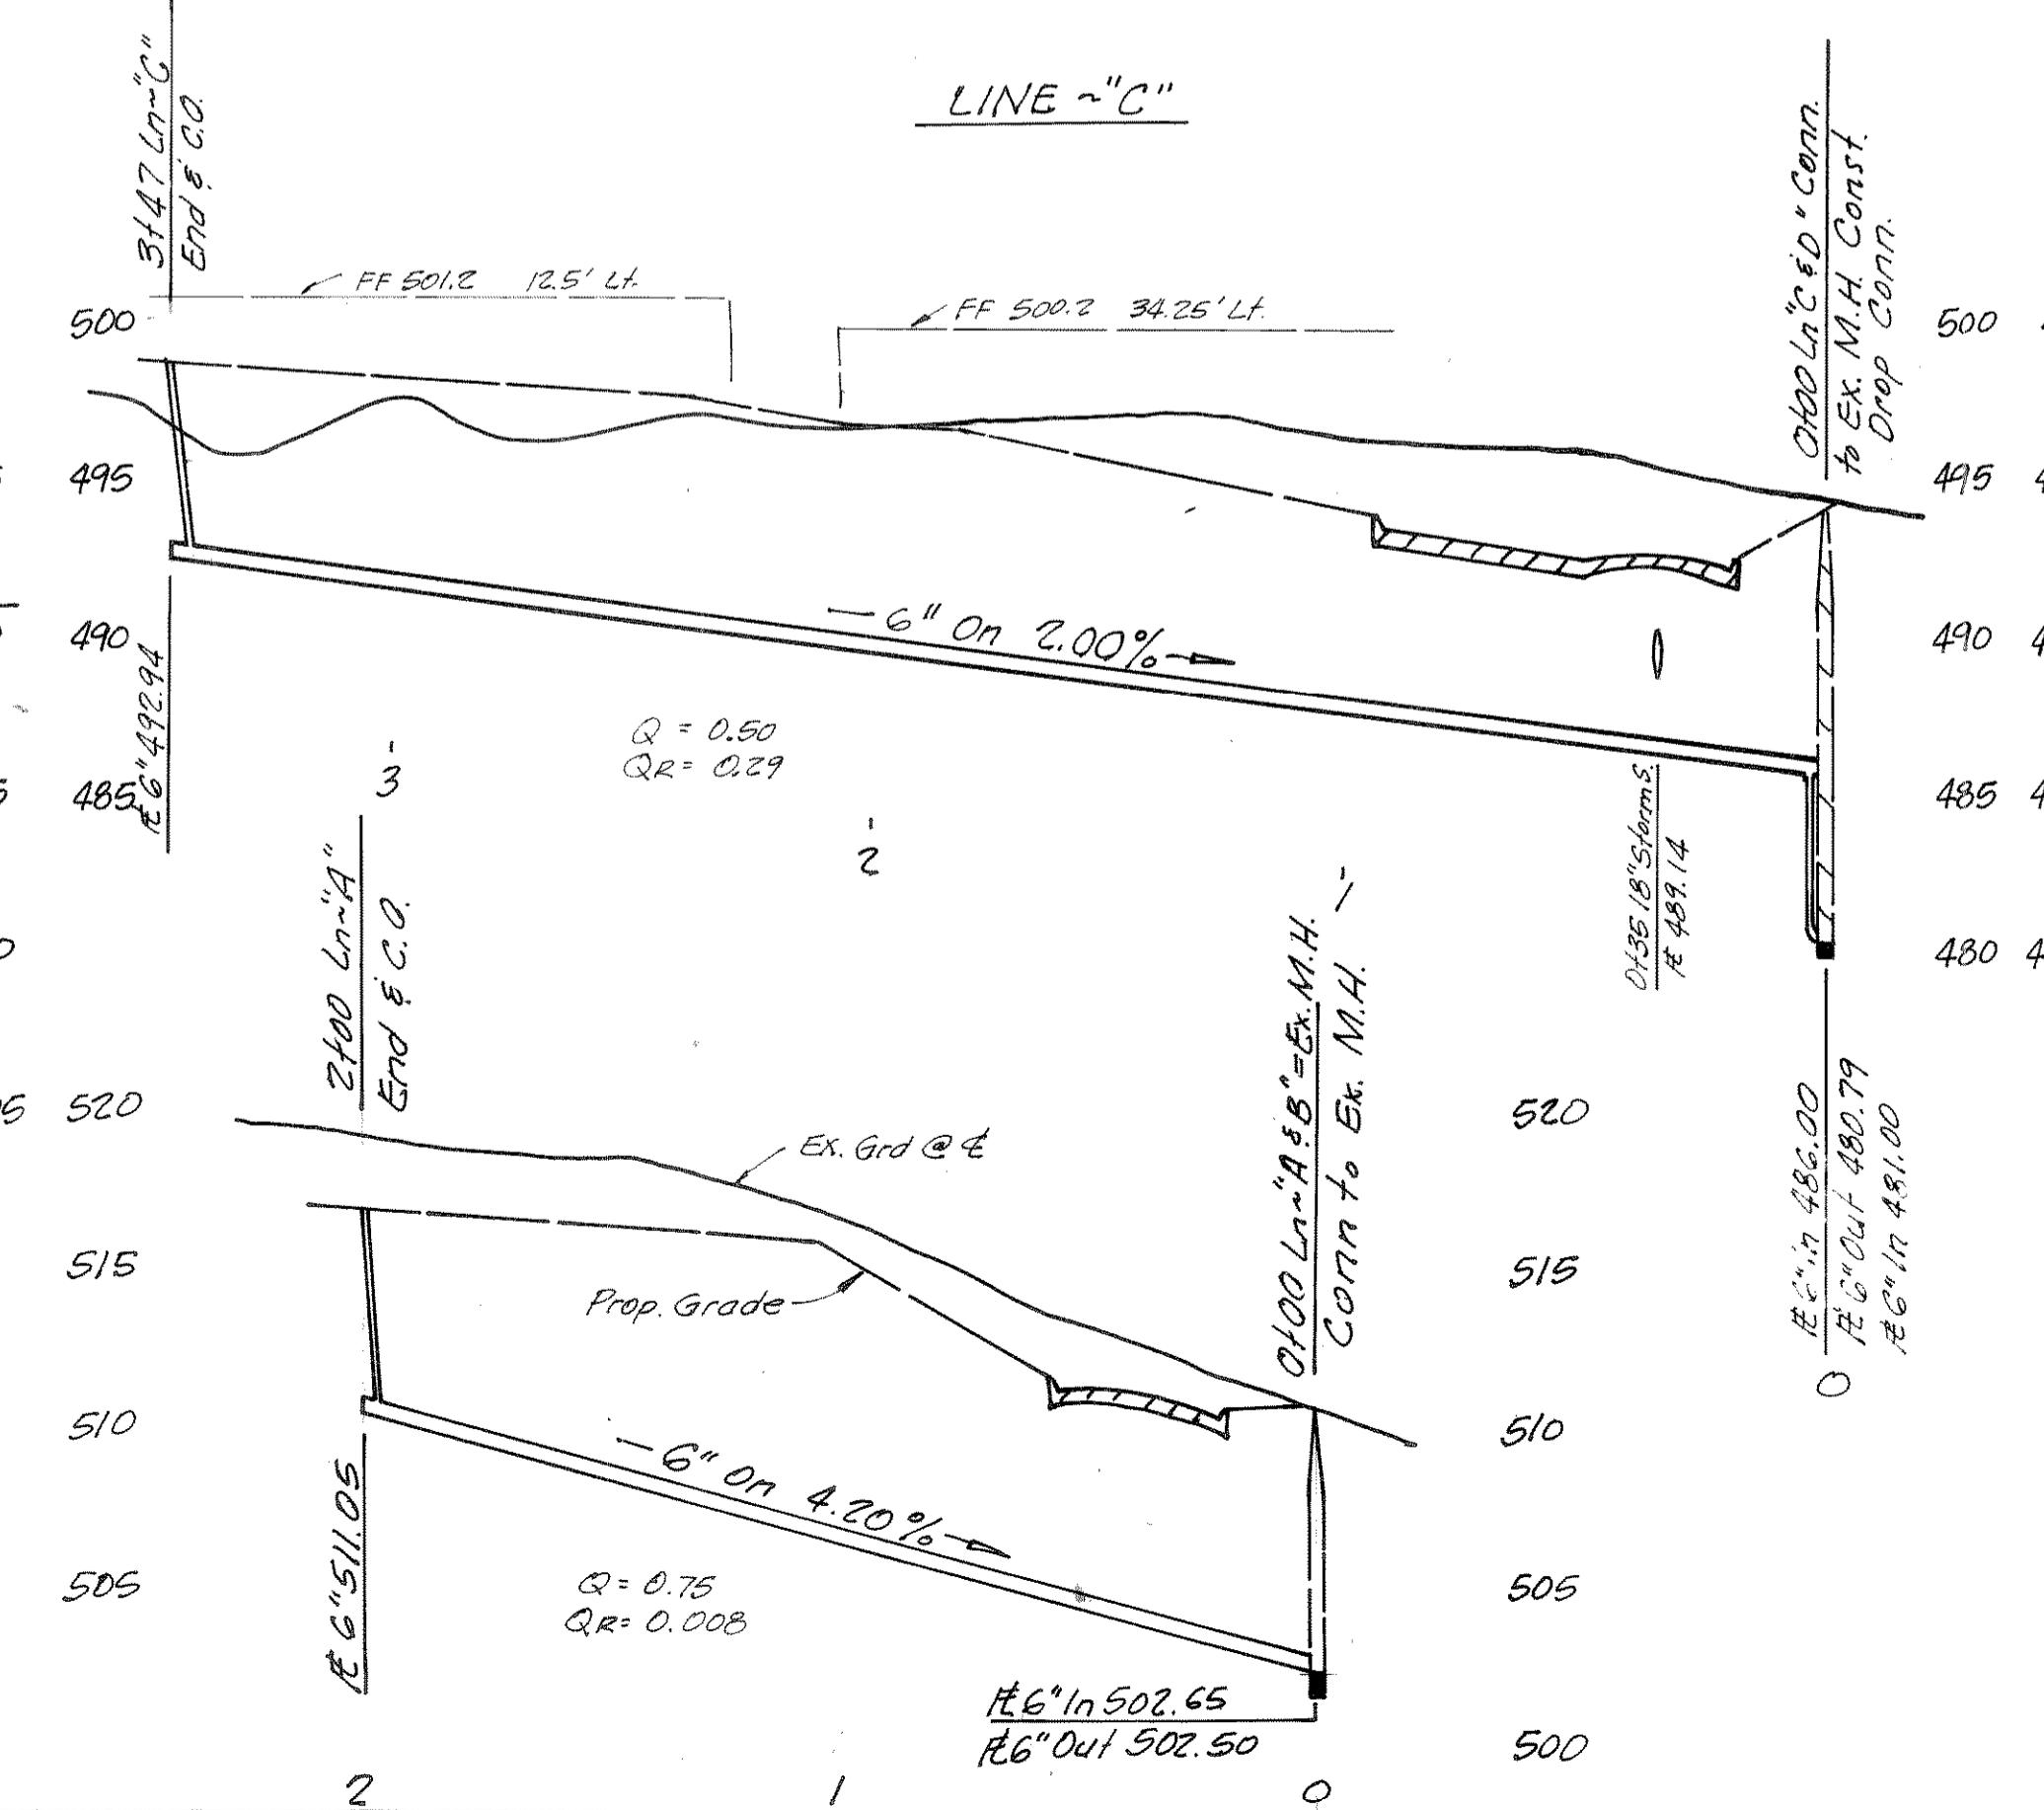 LINE ~ "C"
3+47 Ln~"C"
End & C.O.
0+00 Ln "C & D" Conn.
to Ex. M.H. Const.
Drop Conn.
FF 501.2 12.5' Lt.
FF 500.2 34.25' Lt.
500
500
495
495
6" On 2.00%
490
490
6" 492.94
Q = 0.50
QR = 0.29
485
485
3
2
1
0+35 18" Storm S.
489.14
480
2+00 Ln~"A"
End & C.O.
0+00 Ln~"A & B" = Ex. M.H.
Conn to Ex. M.H.
6" in 486.00
6" Out 480.79
6" In 481.00
0
520
520
Ex. Grd @ ℄
515
515
Prop. Grade
510
510
6" On 4.20%
6" 511.05
505
505
Q = 0.75
QR = 0.008
6" In 502.65
6" Out 502.50
500
2
1
0